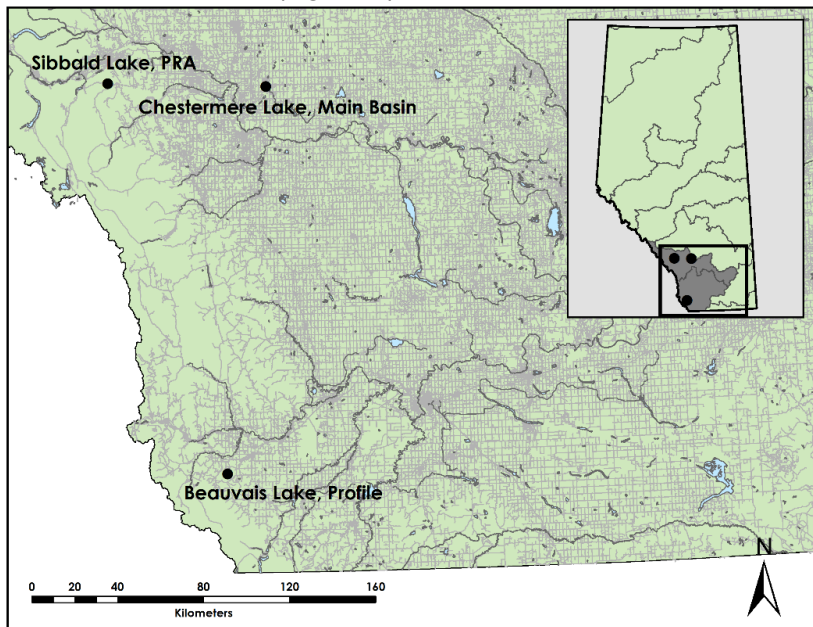 Sibbald Lake, PRA
Chestermere Lake, Main Basin
Beauvais Lake, Profile
N
0 20 40 80 120 160
Kilometers